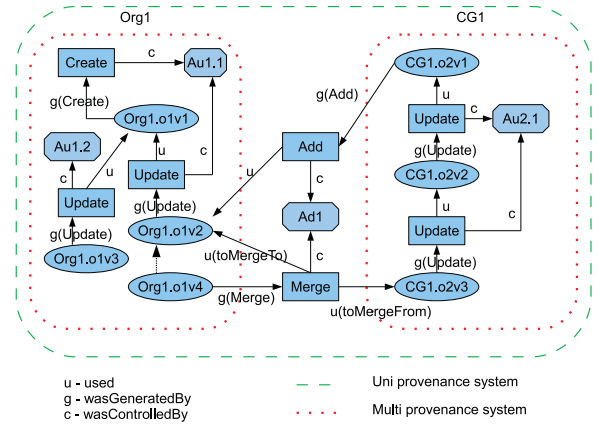 Org1
CG1
Create
c
Au1.1
CG1.o2v1
g(Create)
g(Add)
u
Org1.o1v1
Update
c
Au2.1
Au1.2
u
u
c
Add
g(Update)
c
Update
Update
u
c
CG1.o2v2
g(Update)
g(Update)
Ad1
u
c
Org1.o1v2
Update
Org1.o1v3
u(toMergeTo)
c
g(Update)
Org1.o1v4
g(Merge)
Merge
u(toMergeFrom)
CG1.o2v3
u - used
g - wasGeneratedBy
c - wasControlledBy
Uni provenance system
Multi provenance system